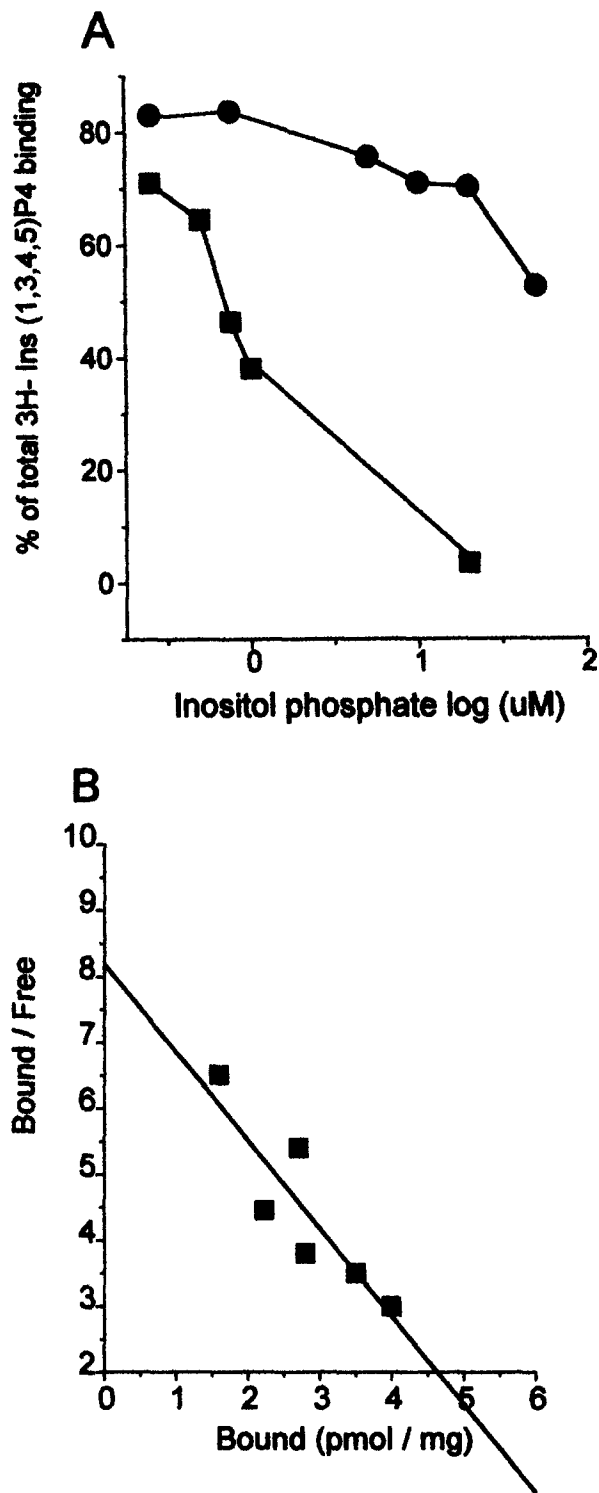 A
% of total 3H- Ins (1,3,4,5)P4 binding
80
60
40
20
0
0 1 2
Inositol phosphate log (uM)
B
Bound / Free
10
9
8
7
6
5
4
3
2
0 1 2 3 4 5 6
Bound (pmol / mg)